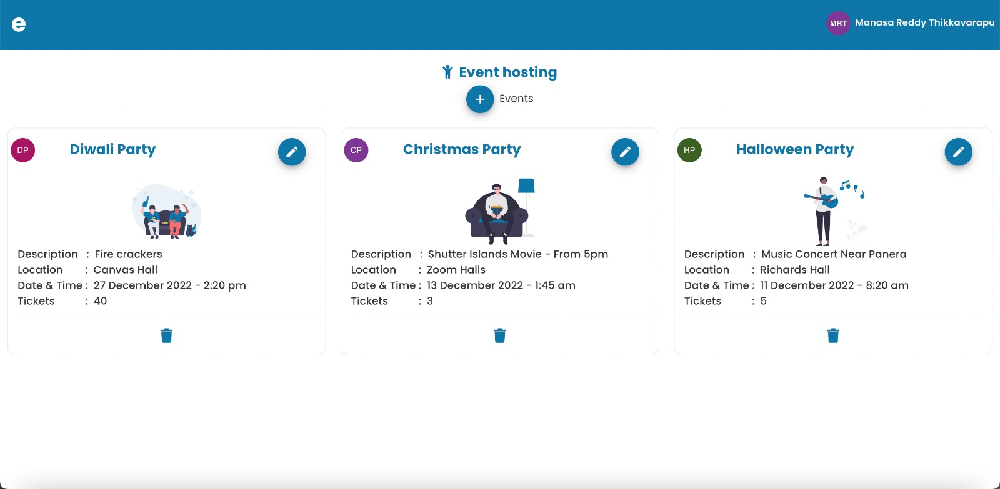 e
MRT Manasa Reddy Thikkavarapu
Event hosting
+ Events
DP Diwali Party
Description : Fire crackers
Location : Canvas Hall
Date & Time : 27 December 2022 - 2:20 pm
Tickets : 40
CP Christmas Party
Description : Shutter Islands Movie - From 5pm
Location : Zoom Halls
Date & Time : 13 December 2022 - 1:45 am
Tickets : 3
HP Halloween Party
Description : Music Concert Near Panera
Location : Richards Hall
Date & Time : 11 December 2022 - 8:20 am
Tickets : 5